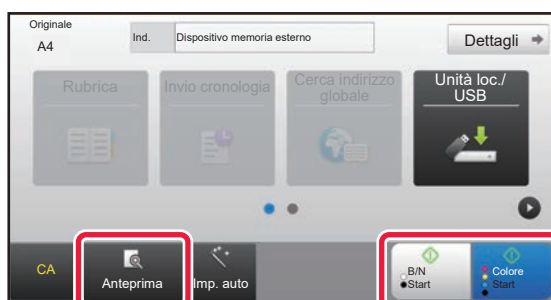 Originale
A4
Ind.
Dispositivo memoria esterno
Dettagli
Rubrica
Invio cronologia
Cerca indirizzo
globale
Unità loc./
USB
CA
Anteprima
Imp. auto
B/N
Start
Colore
Start